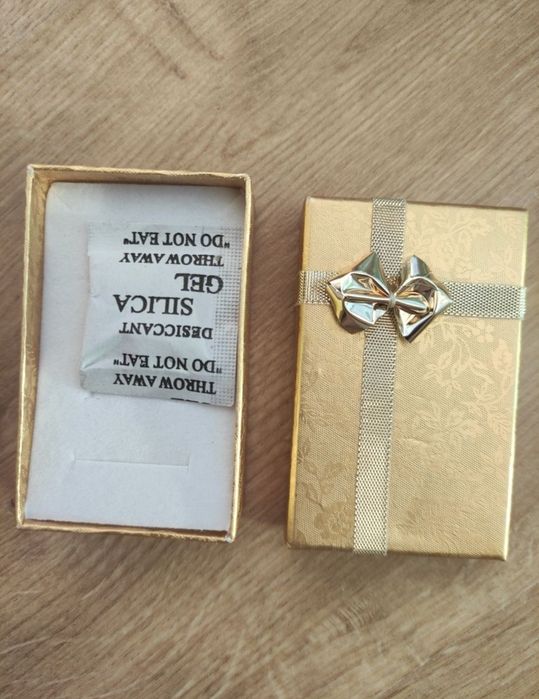 THROW AWAY
"DO NOT EAT"
DESICCANT
SILICA
GEL
THROW AWAY
"DO NOT EAT"